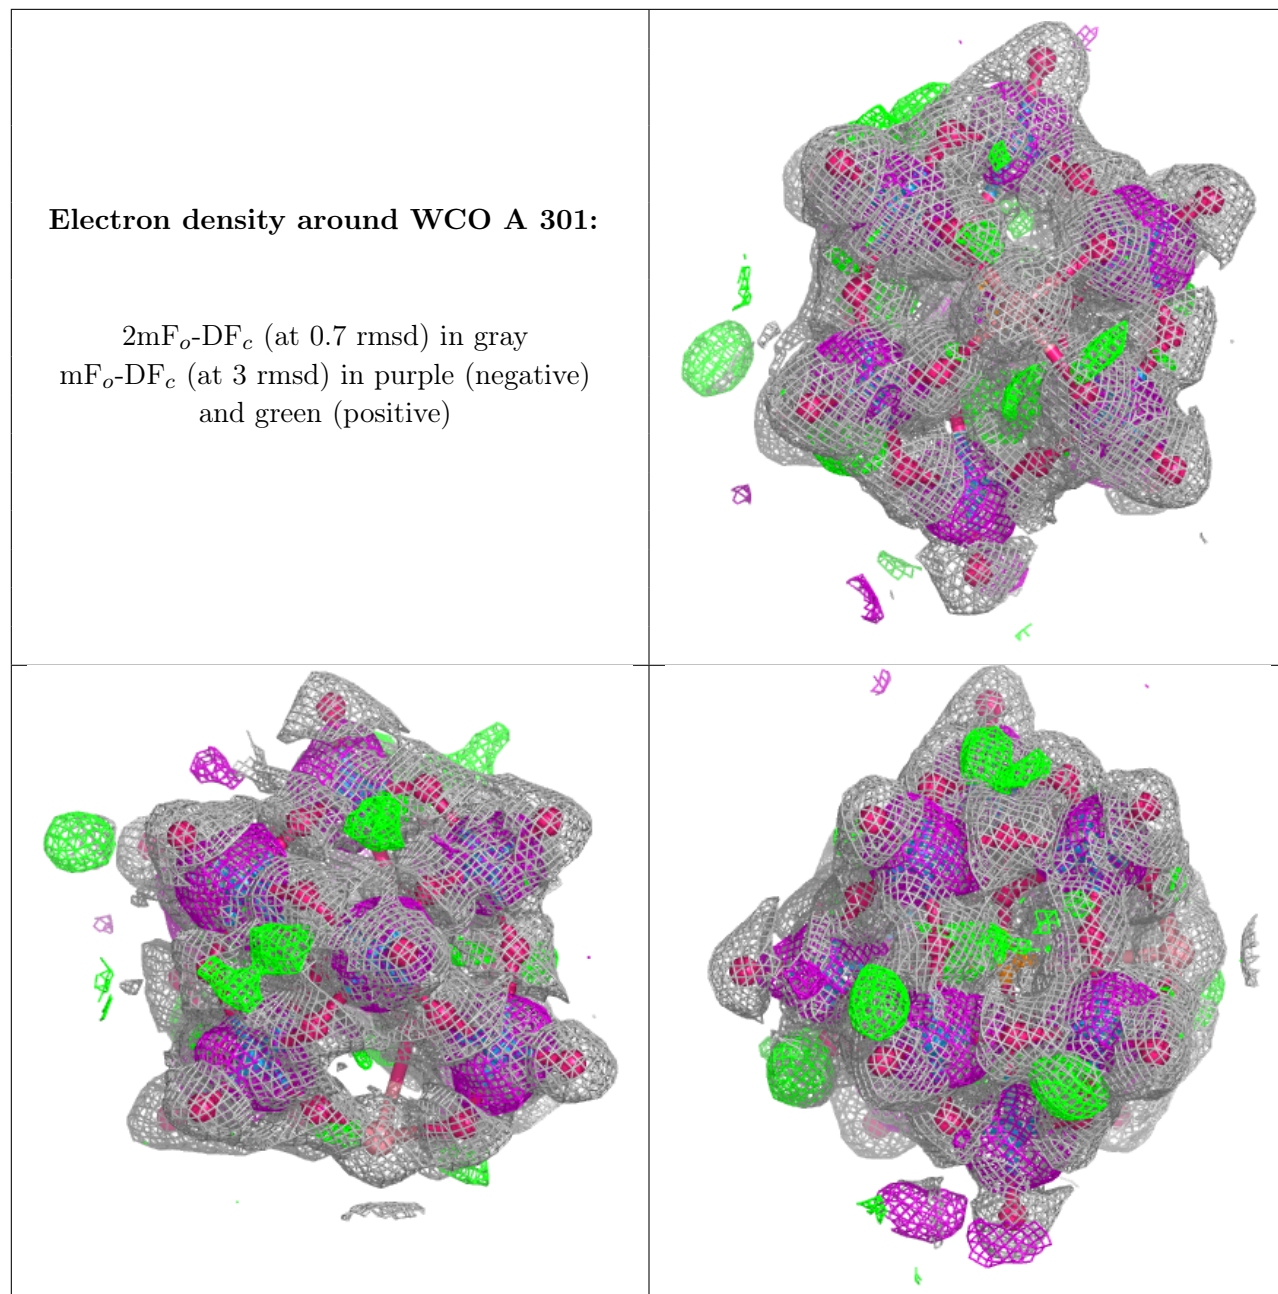 Electron density around WCO A 301:
2mFo-DFc (at 0.7 rmsd) in gray
mFo-DFc (at 3 rmsd) in purple (negative)
and green (positive)